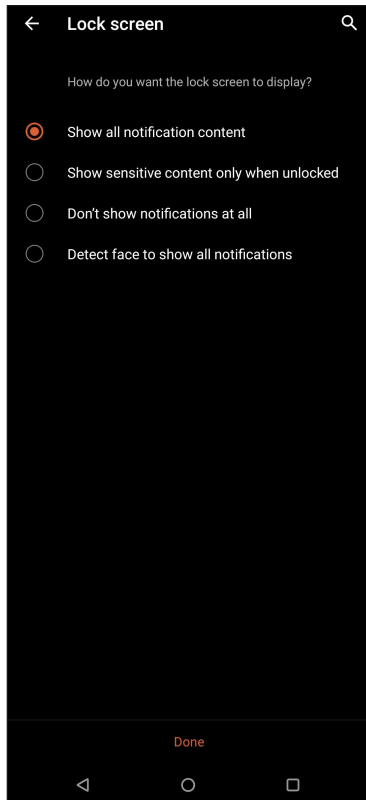 Lock screen
How do you want the lock screen to display?
Show all notification content
Show sensitive content only when unlocked
Don't show notifications at all
Detect face to show all notifications
Done